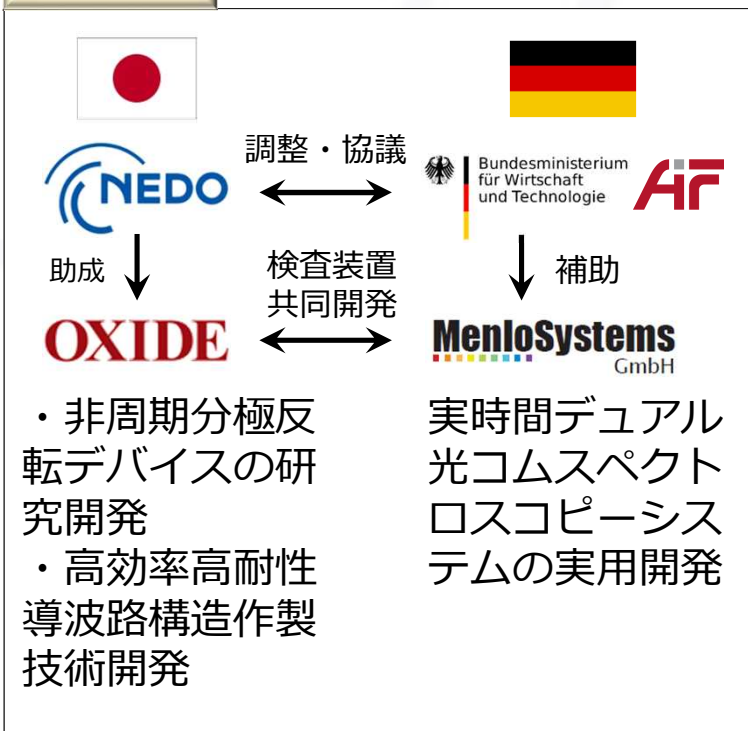 調整・協議
NEDO
Bundesministerium
für Wirtschaft
und Technologie
AiF
助成
検査装置
共同開発
補助
OXIDE
MenloSystems
GmbH
・非周期分極反
転デバイスの研
究開発
・高効率高耐性
導波路構造作製
技術開発
実時間デュアル
光コムスペクト
ロスコピーシス
テムの実用開発